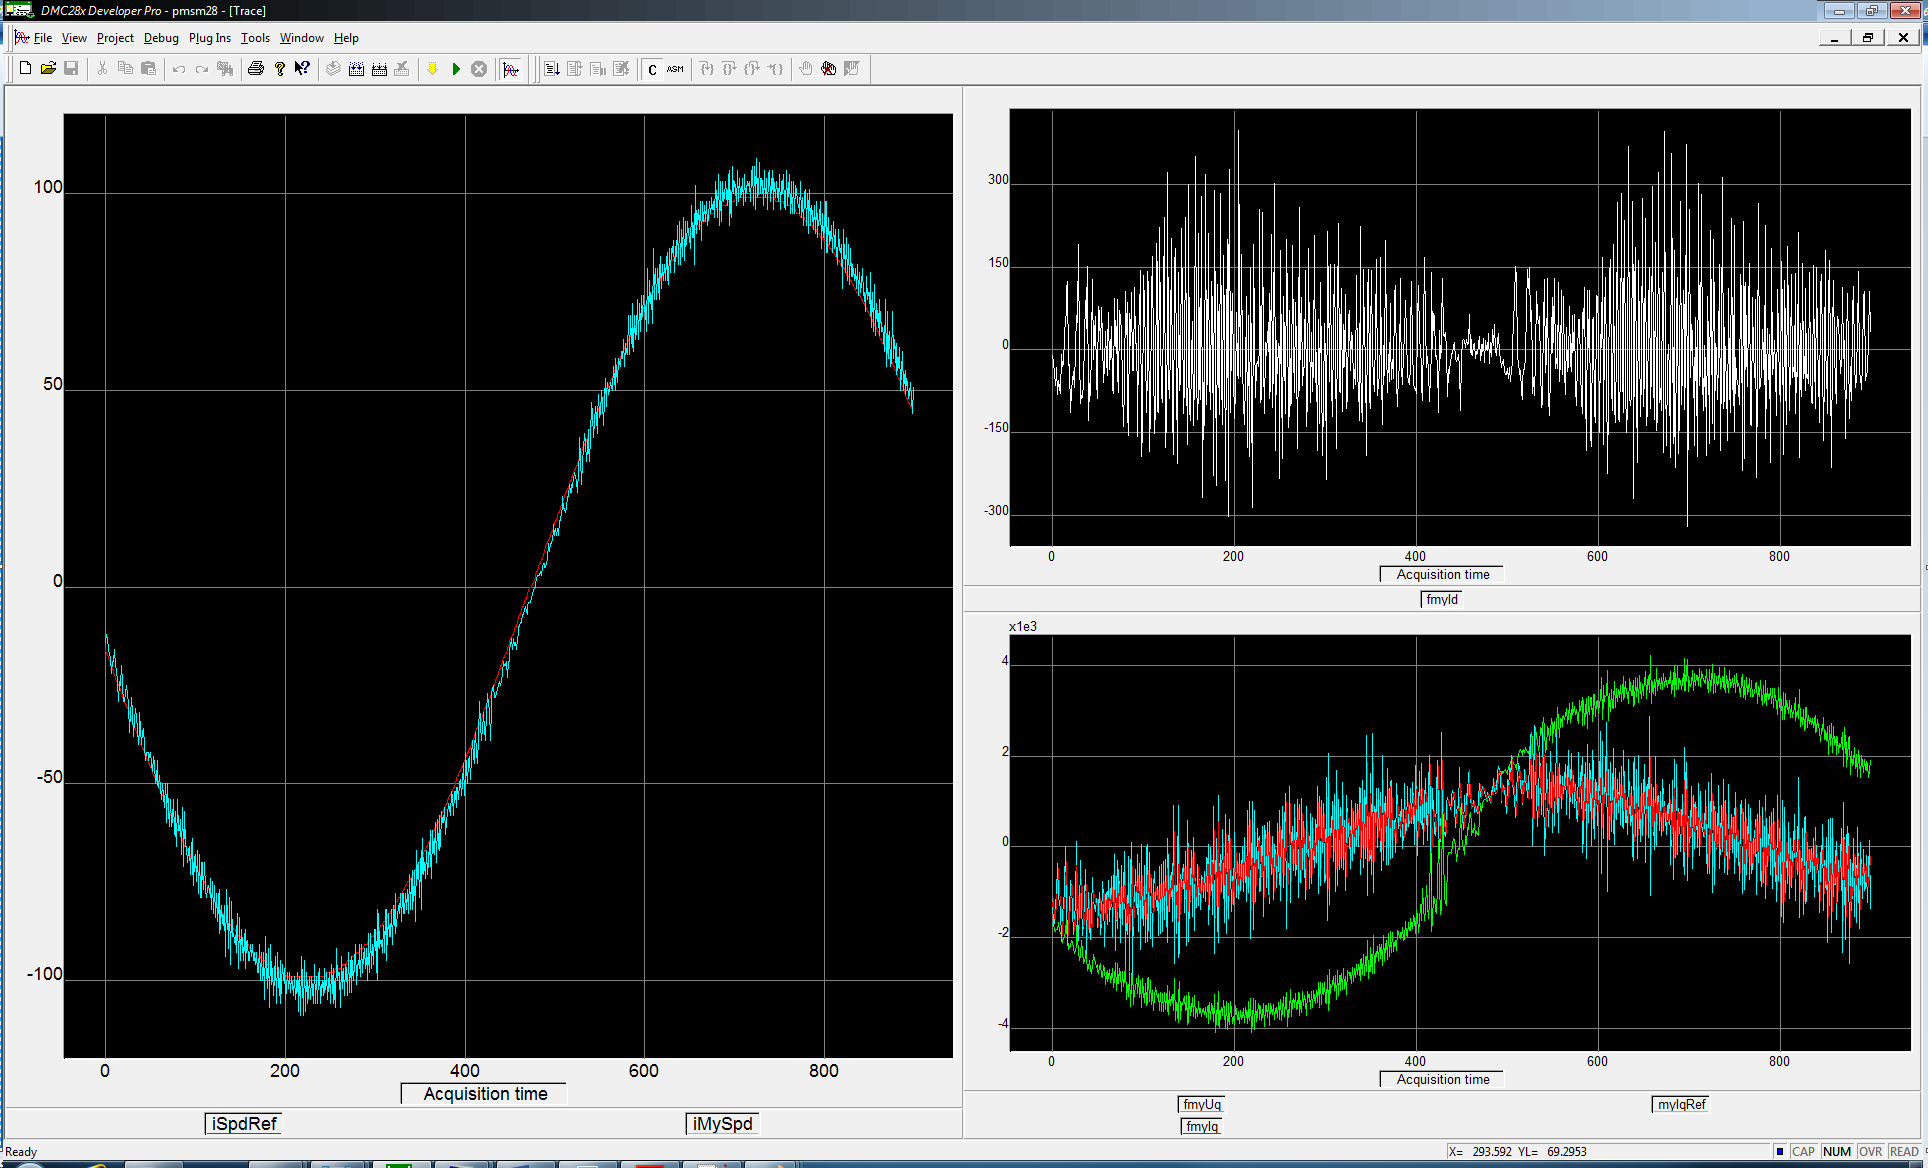 DMC28x Developer Pro - pmsm28 - [Trace]
File View Project Debug Plug Ins Tools Window Help
C ASM
100
50
0
-50
-100
0 200 400 600 800
Acquisition time
iSpdRef iMySpd
300
150
0
-150
-300
0 200 400 600 800
Acquisition time
fmyId
x1e3
4
2
0
-2
-4
0 200 400 600 800
Acquisition time
fmyUq myIqRef
fmyIq
Ready X= 293.592 YL= 69.2953 CAP NUM OVR READ